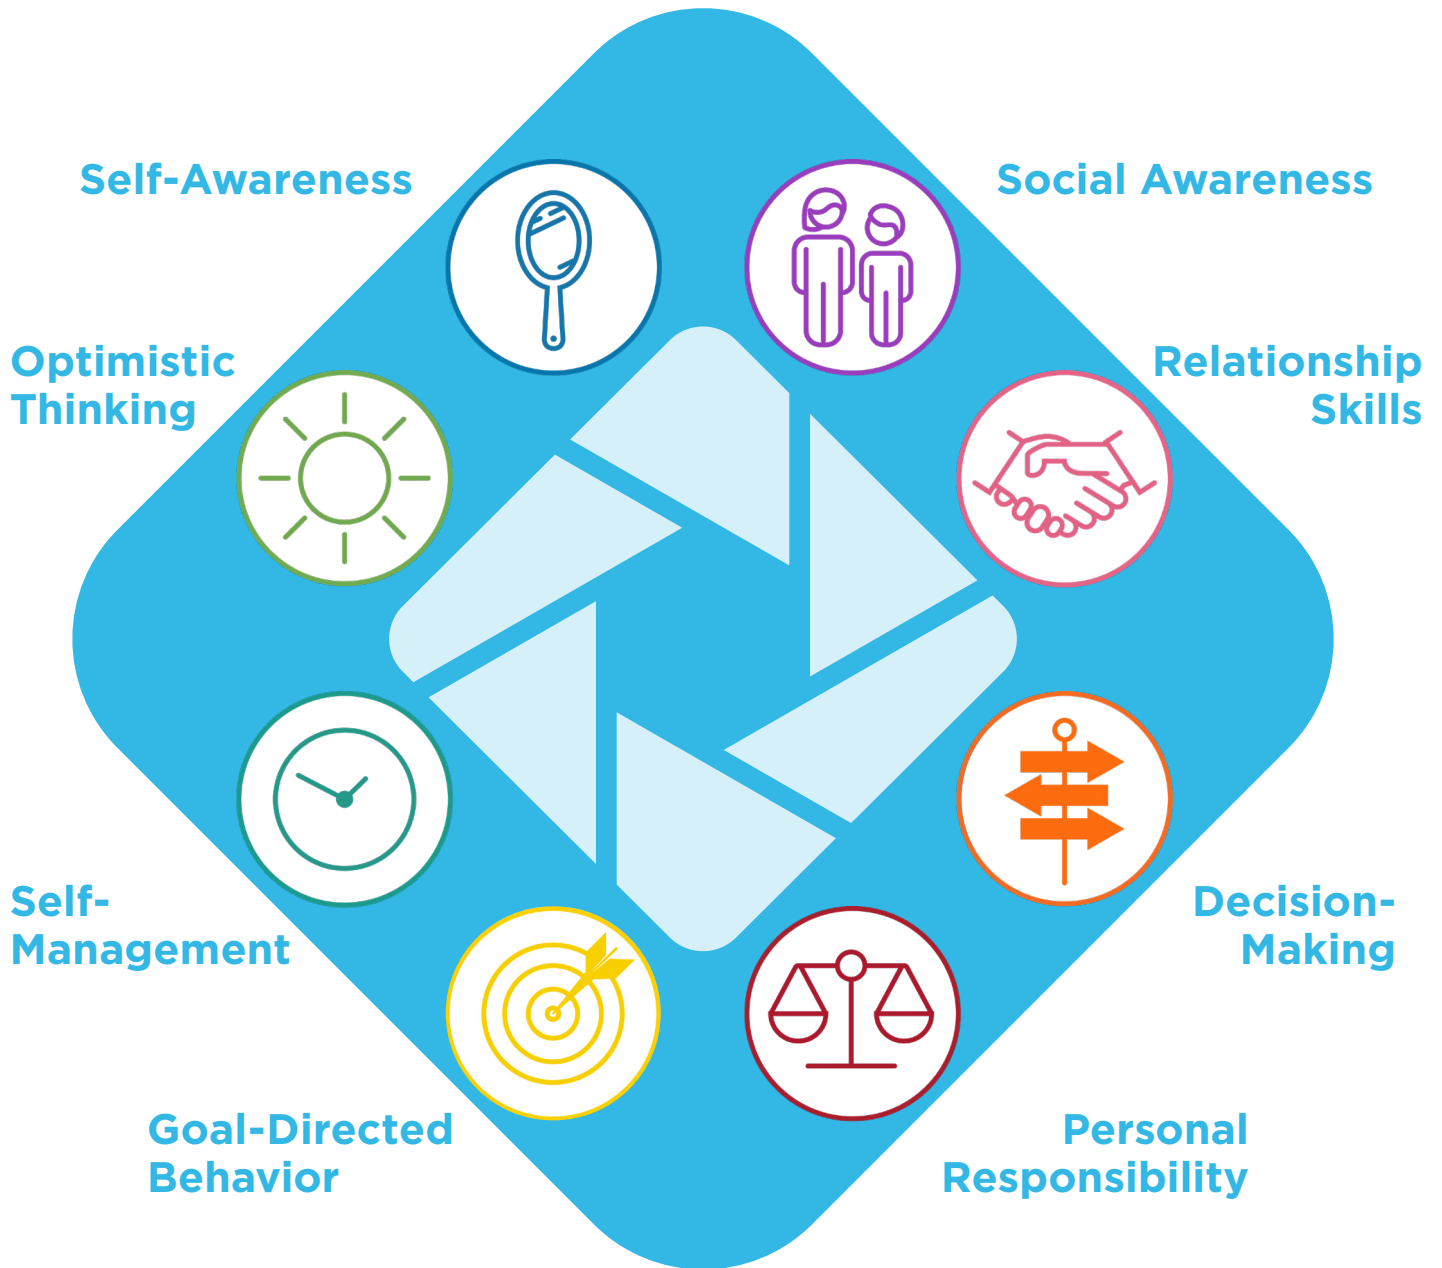 Self-Awareness
Social Awareness
Optimistic
Thinking
Relationship
Skills
Self-
Management
Decision-
Making
Goal-Directed
Behavior
Personal
Responsibility